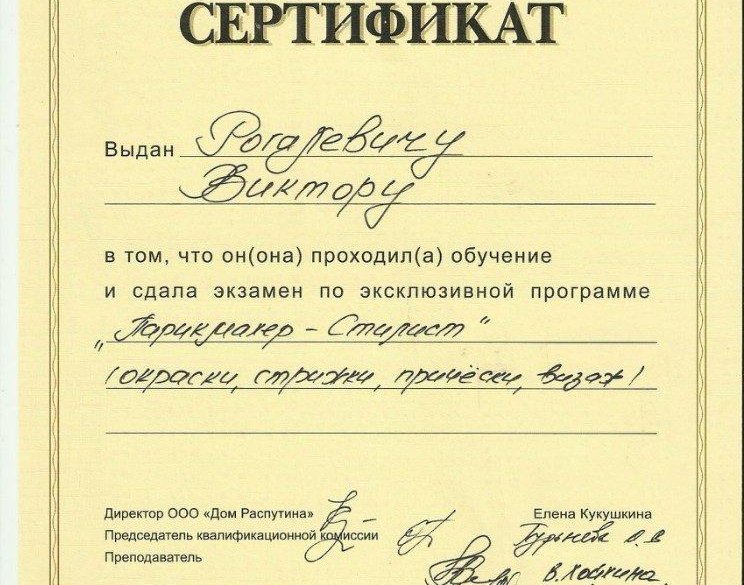 СЕРТИФИКАТ
Выдан Рогалевичу
Виктору
в том, что он(она) проходил(а) обучение
и сдала экзамен по эксклюзивной программе
"Парикмахер - Стилист"
(окраски, стрижки, причёски, визаж)
Директор ООО «Дом Распутина» Елена Кукушкина
Председатель квалификационной комиссии
Преподаватель